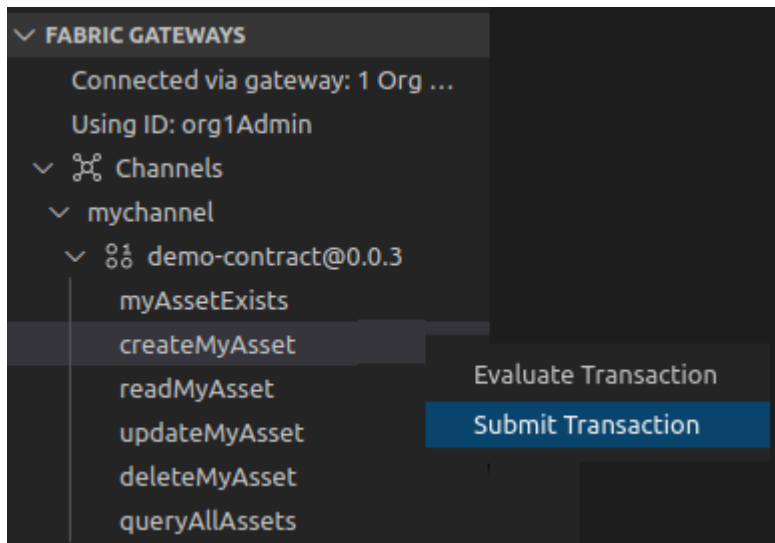 FABRIC GATEWAYS
Connected via gateway: 1 Org ...
Using ID: org1Admin
Channels
mychannel
demo-contract@0.0.3
myAssetExists
createMyAsset
readMyAsset
updateMyAsset
deleteMyAsset
queryAllAssets
Evaluate Transaction
Submit Transaction